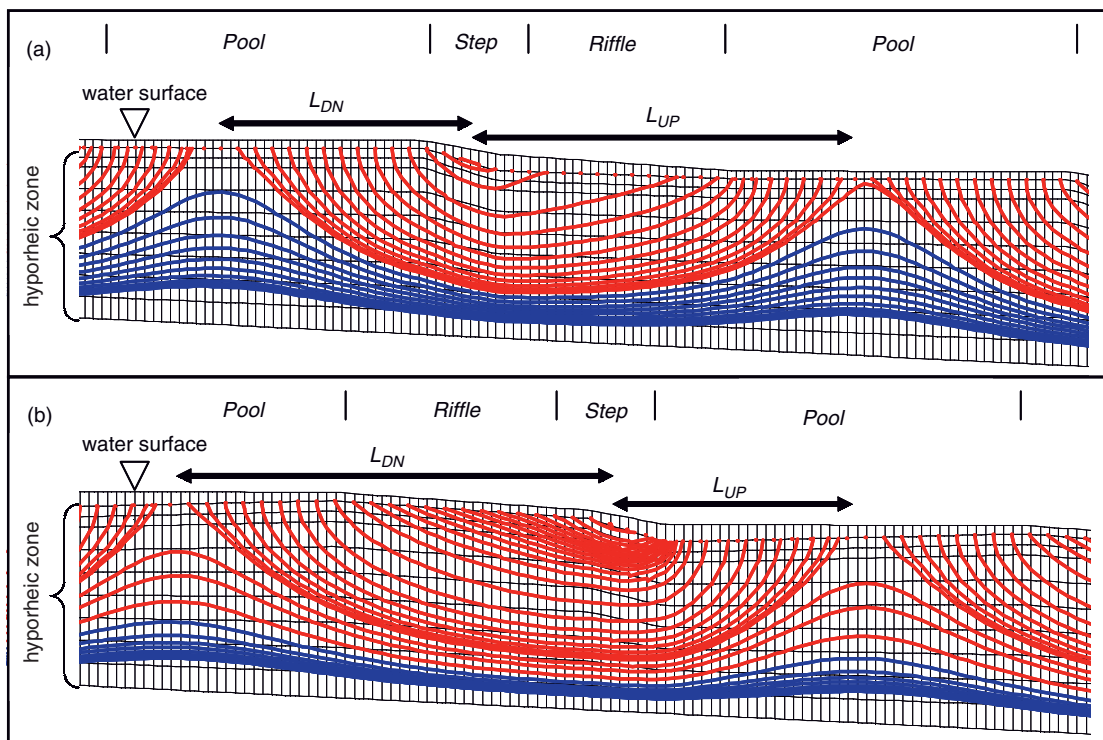 (a)
Pool
Step
Riffle
Pool
water surface
L_DN
L_UP
hyporheic zone
(b)
Pool
Riffle
Step
Pool
water surface
L_DN
L_UP
hyporheic zone